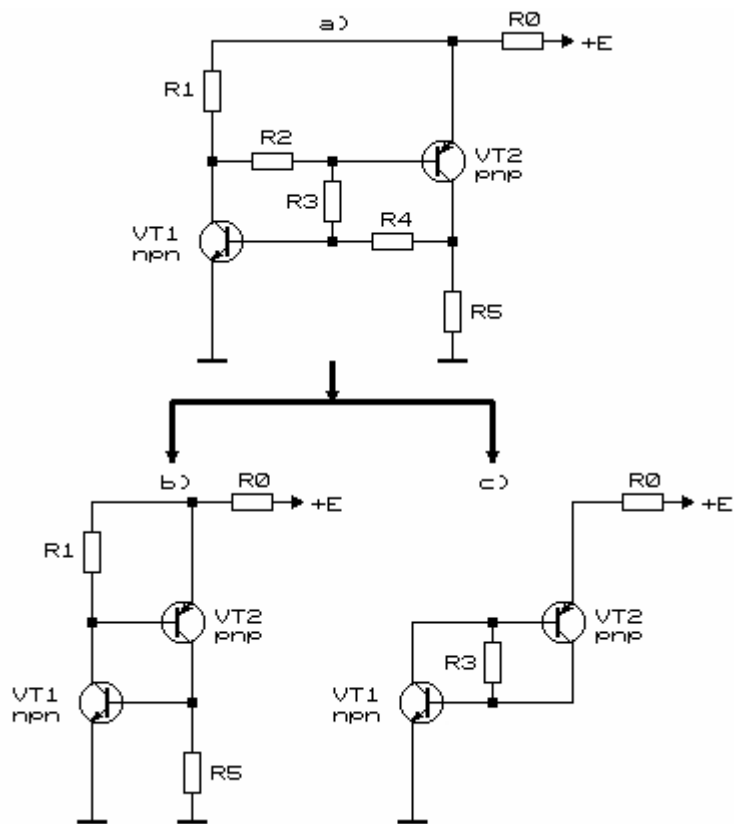 a)
R0
+E
R1
R2
VT2
pnp
R3
R4
VT1
npn
R5
b)
R0
+E
R1
VT2
pnp
VT1
npn
R5
c)
R0
+E
VT2
pnp
R3
VT1
npn